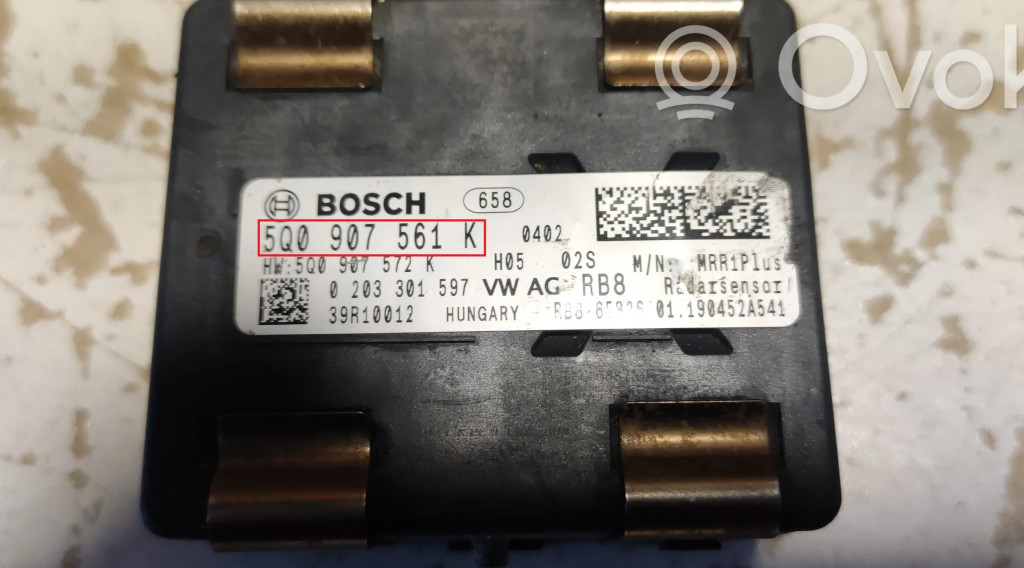 Ovok
BOSCH 658
5Q0 907 561 K 0402
HW:5Q0 907 572 K H05 02S M/N: MRR1Plus
0 203 301 597 VW AG RB8 Radarsensor
39R10012 HUNGARY 01.190452A541